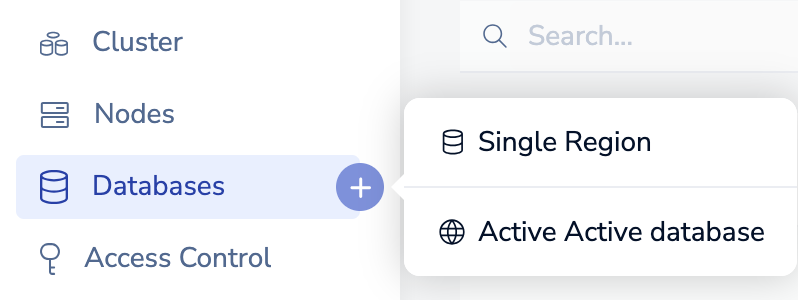 Cluster
Search...
Nodes
Single Region
Databases
Active Active database
Access Control